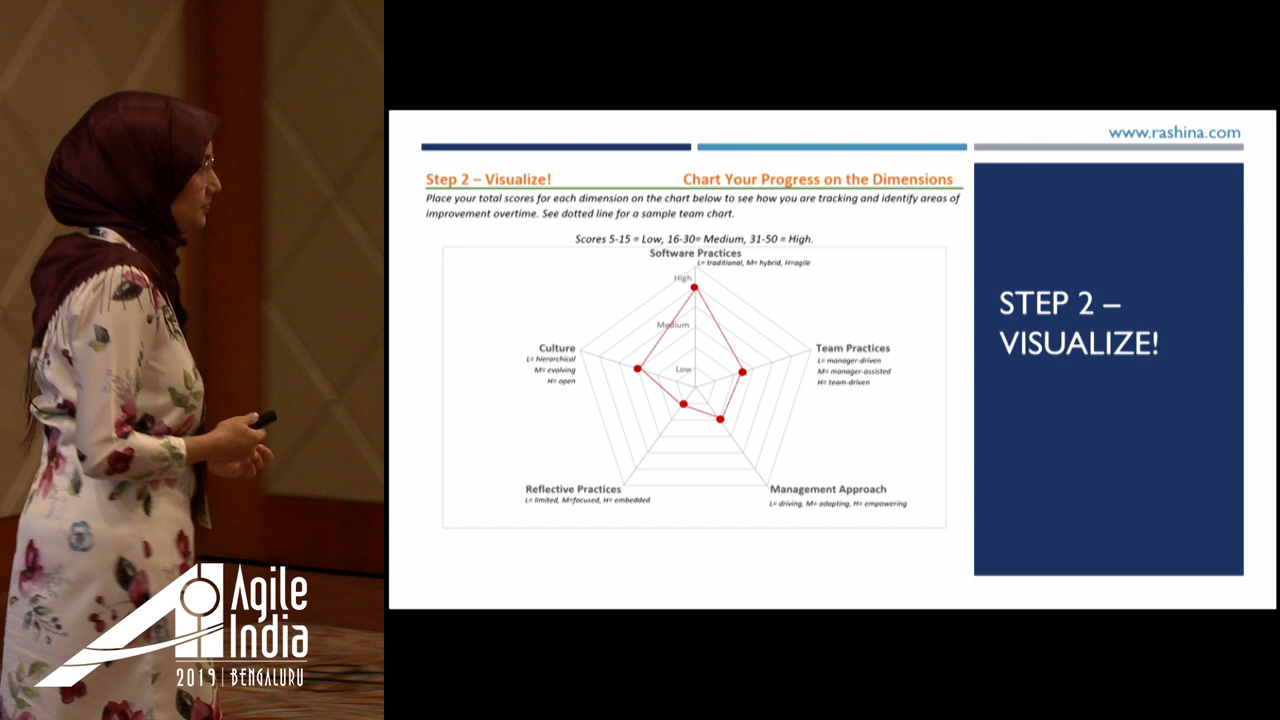 www.rashina.com
Step 2 – Visualize!
Chart Your Progress on the Dimensions
Place your total scores for each dimension on the chart below to see how you are tracking and identify areas of
improvement overtime. See dotted line for a sample team chart.
Scores 5-15 = Low, 16-30= Medium, 31-50 = High.
Software Practices
L= traditional, M= hybrid, H=agile
High
Medium
Low
Culture
L= hierarchical
M= evolving
H= open
Team Practices
L= manager-driven
M= manager-assisted
H= team-driven
Reflective Practices
L= limited, M=focused, H= embedded
Management Approach
L= driving, M= adapting, H= empowering
STEP 2 –
VISUALIZE!
Agile
India
2019 | BENGALURU